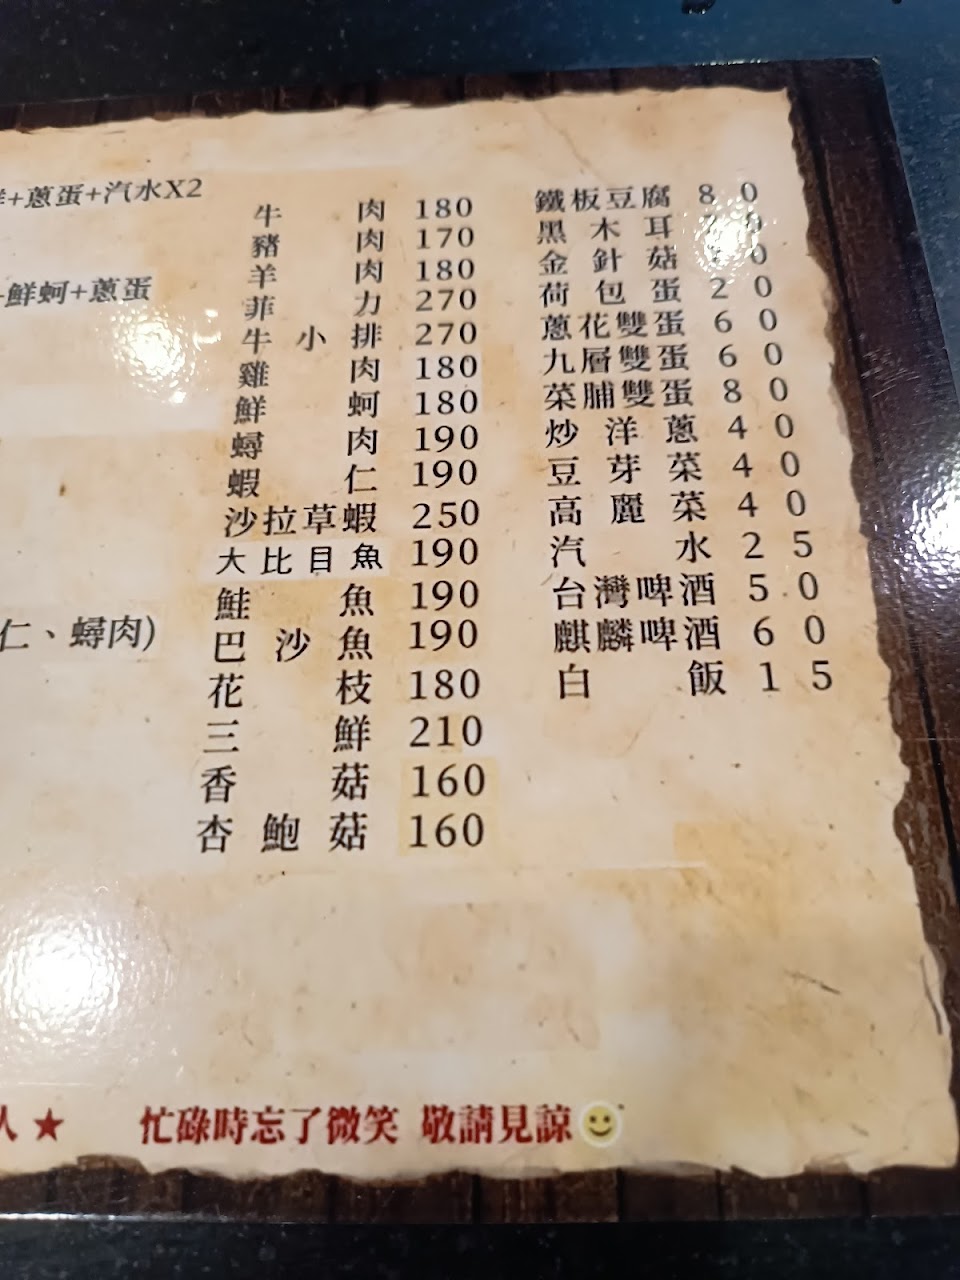 +蔥蛋+汽水X2
鮮蚵+蔥蛋
仁、蟳肉)
牛肉 180
豬肉 170
羊肉 180
菲力 270
牛小排 270
雞肉 180
鮮蚵 180
蟳肉 190
蝦仁 190
沙拉草蝦 250
大比目魚 190
鮭魚 190
巴沙魚 190
花枝 180
三鮮 210
香菇 160
杏鮑菇 160
鐵板豆腐 80
黑木耳
金針菇
荷包蛋 20
蔥花雙蛋 60
九層雙蛋 60
菜脯雙蛋 80
炒洋蔥 40
豆芽菜 40
高麗菜 40
汽水 25
台灣啤酒 50
麒麟啤酒 60
白飯 15
人★ 忙碌時忘了微笑 敬請見諒